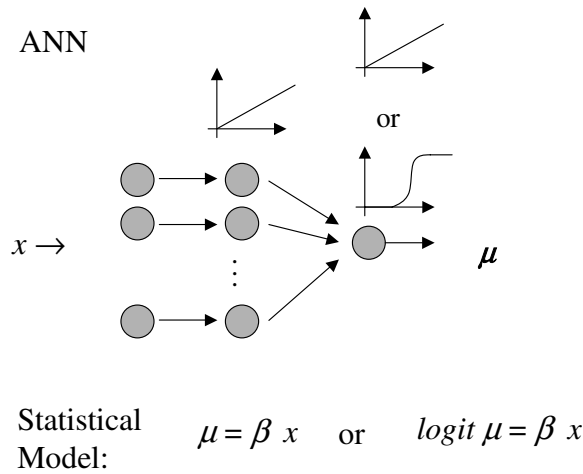 ANN
or
x →
⋮
μ
Statistical
Model:
μ = β x or logit μ = β x